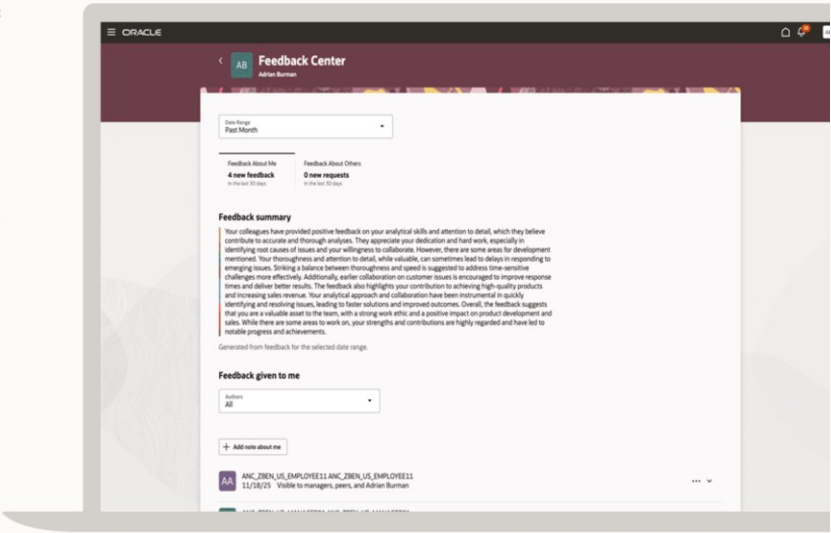 ORACLE
AB
Feedback Center
Adrian Burman
Date Range
Past Month
Feedback About Me
4 new feedback
In the last 30 days
Feedback About Others
0 new requests
In the last 30 days
Feedback summary
Your colleagues have provided positive feedback on your analytical skills and attention to detail, which they believe
contribute to accurate and thorough analyses. They appreciate your dedication and hard work, especially in
identifying root causes of issues and your willingness to collaborate. However, there are some areas for development
mentioned. Your thoroughness and attention to detail, while valuable, can sometimes lead to delays in responding to
emerging issues. Striking a balance between thoroughness and speed is suggested to address time-sensitive
challenges more effectively. Additionally, earlier collaboration on customer issues is encouraged to improve response
times and deliver better results. The feedback also highlights your contribution to achieving high-quality products
and increasing sales revenue. Your analytical approach and collaboration have been instrumental in quickly
identifying and resolving issues, leading to faster solutions and improved outcomes. Overall, the feedback suggests
that you are a valuable asset to the team, with a strong work ethic and a positive impact on product development and
sales. While there are some areas to work on, your strengths and contributions are highly regarded and have led to
notable progress and achievements.
Generated from feedback for the selected date range.
Feedback given to me
Authors
All
+ Add note about me
AA
ANC_ZBEN_US_EMPLOYEE11 ANC_ZBEN_US_EMPLOYEE11
11/18/25 Visible to managers, peers, and Adrian Burman